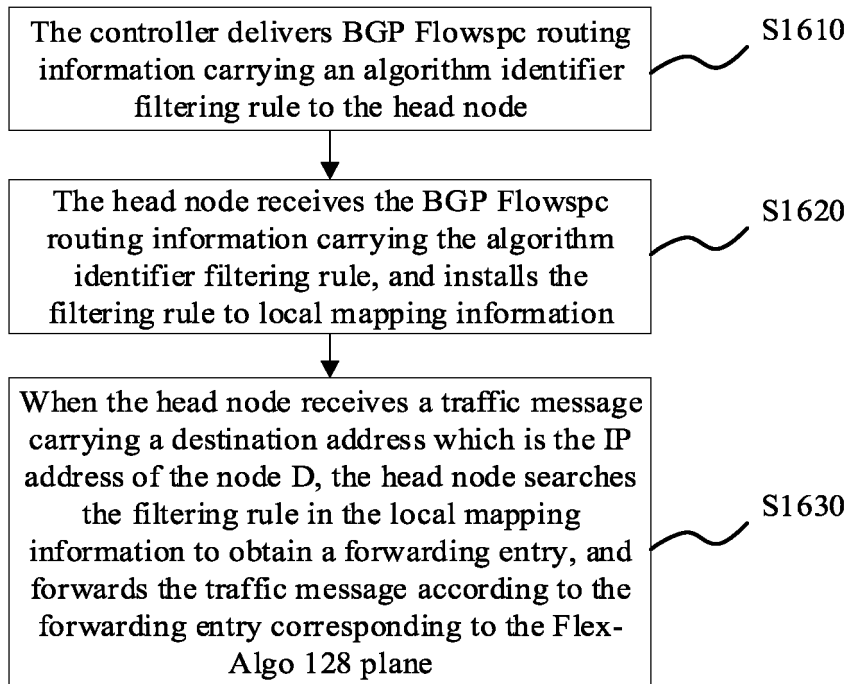 The controller delivers BGP Flowspc routing
information carrying an algorithm identifier
filtering rule to the head node
S1610
The head node receives the BGP Flowspc
routing information carrying the algorithm
identifier filtering rule, and installs the
filtering rule to local mapping information
S1620
When the head node receives a traffic message
carrying a destination address which is the IP
address of the node D, the head node searches
the filtering rule in the local mapping
information to obtain a forwarding entry, and
forwards the traffic message according to the
forwarding entry corresponding to the Flex-
Algo 128 plane
S1630